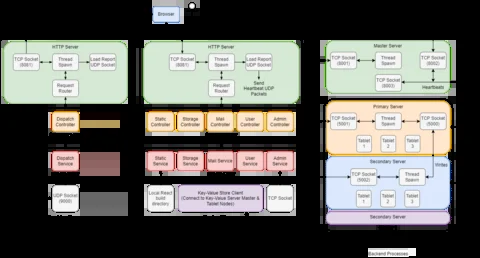 Browser
HTTP Server
TCP Socket
(8081)
Thread
Spawn
Load Report
UDP Socket
Request
Router
Dispatch
Controller
Dispatch
Service
UDP Socket
(9000)
HTTP Server
TCP Socket
(8081)
Thread
Spawn
Load Report
UDP Socket
Send
Heartbeat UDP
Packets
Request
Router
Static
Controller
Storage
Controller
Mail
Controller
User
Controller
Admin
Controller
Static
Service
Storage
Service
Mail Service
User
Service
Admin
Service
Local Read
build
directory
Key-Value Store Client
(Connect to Key-Value Server Master &
Tablet Nodes)
TCP Socket
Master Server
TCP Socket
(5001)
Thread
Spawn
TCP Socket
(5002)
TCP Socket
(5003)
Heartbeats
Primary Server
TCP Socket
(5001)
Thread
Spawn
TCP Socket
(5000)
Tablet
1
Tablet
2
Tablet
3
Secondary Server
Writes
TCP Socket
(5002)
Thread
Spawn
Tablet
1
Tablet
2
Tablet
3
Secondary Server
Backend Processes